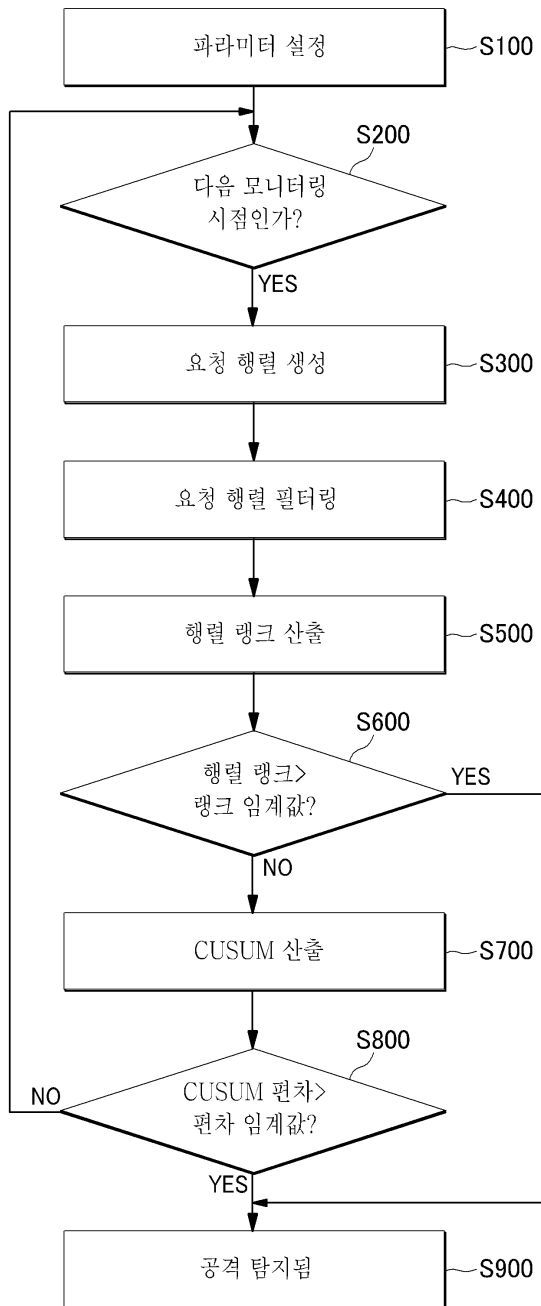 파라미터 설정
S100
S200
다음 모니터링
시점인가?
YES
요청 행렬 생성
S300
요청 행렬 필터링
S400
행렬 랭크 산출
S500
S600
행렬 랭크>
랭크 임계값?
YES
NO
CUSUM 산출
S700
S800
CUSUM 편차>
편차 임계값?
NO
YES
공격 탐지됨
S900